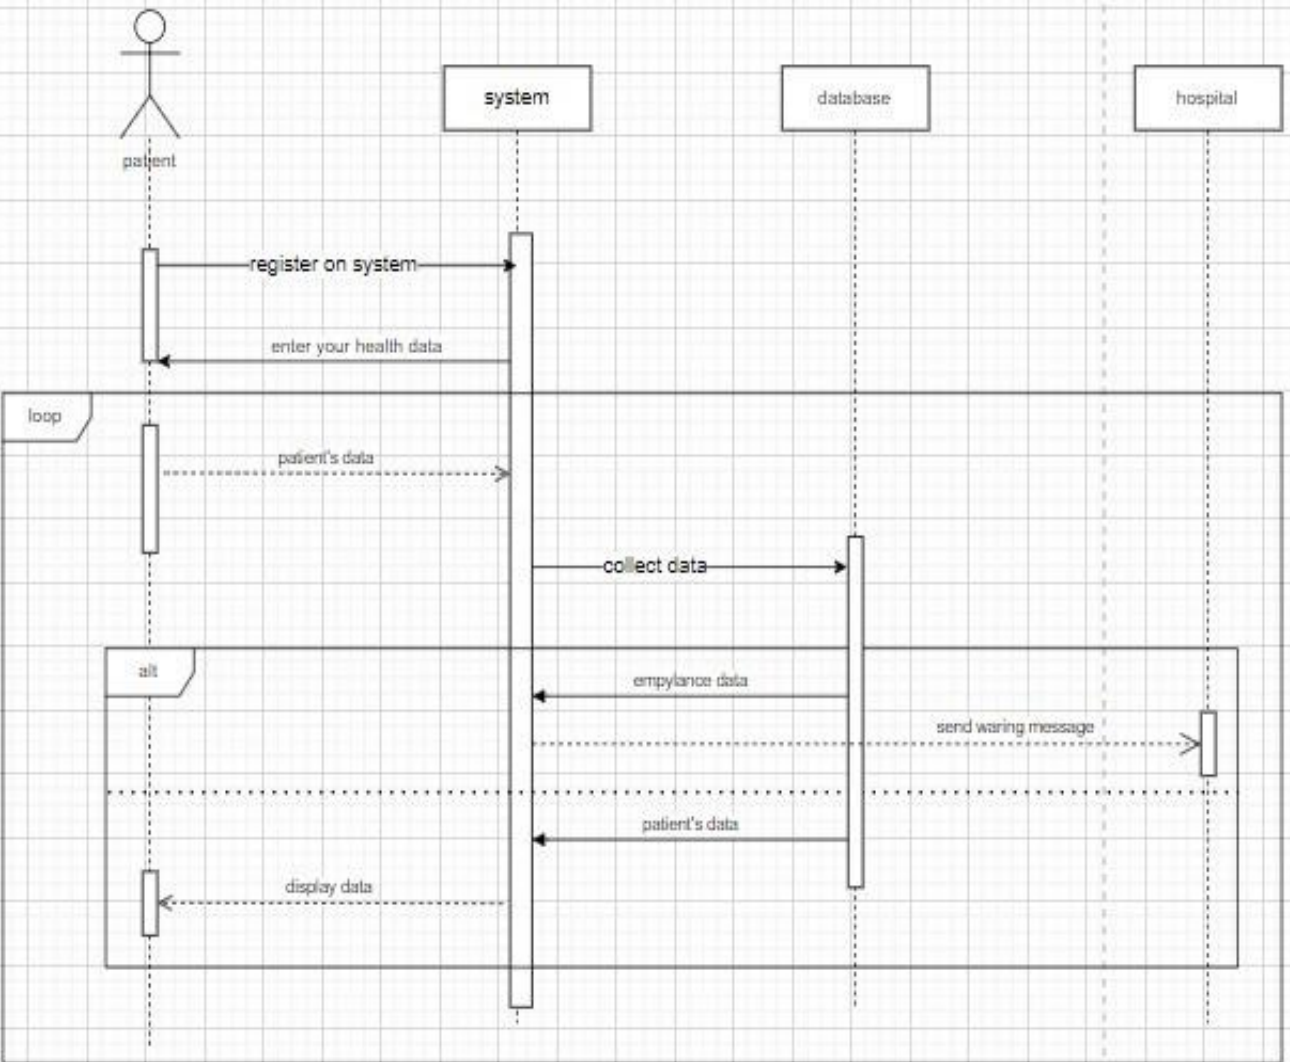 system
database
hospital
patient
register on system
enter your health data
loop
patient's data
collect data
alt
empylance data
send waring message
patient's data
display data